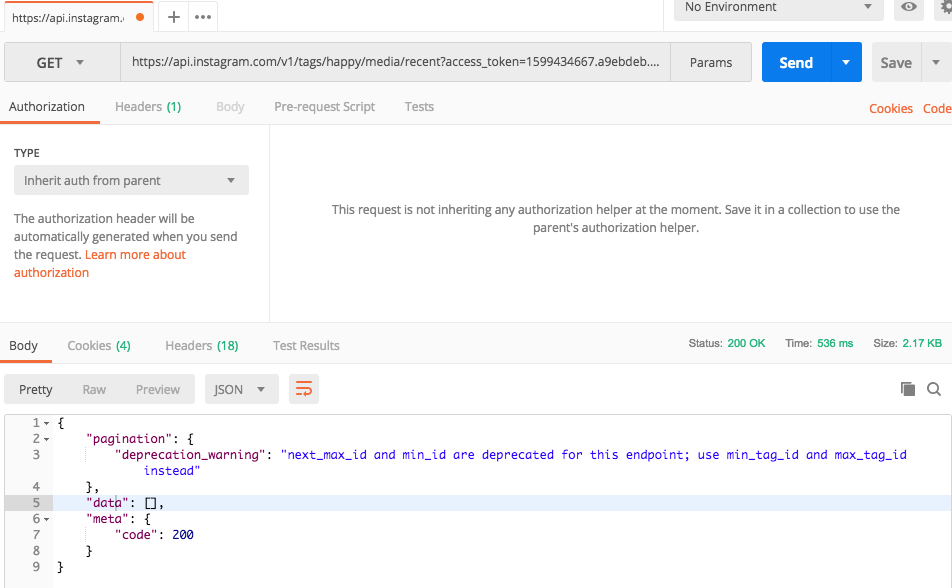 https://api.instagram.
No Environment
GET
https://api.instagram.com/v1/tags/happy/media/recent?access_token=1599434667.a9ebdeb....
Params
Send
Save
Authorization
Headers (1)
Body
Pre-request Script
Tests
Cookies
Code
TYPE
Inherit auth from parent
The authorization header will be
automatically generated when you send
the request. Learn more about
authorization
This request is not inheriting any authorization helper at the moment. Save it in a collection to use the
parent's authorization helper.
Body
Cookies (4)
Headers (18)
Test Results
Status: 200 OK
Time: 536 ms
Size: 2.17 KB
Pretty
Raw
Preview
JSON
1 {
2 "pagination": {
3 "deprecation_warning": "next_max_id and min_id are deprecated for this endpoint; use min_tag_id and max_tag_id
instead"
4 },
5 "data": [],
6 "meta": {
7 "code": 200
8 }
9 }